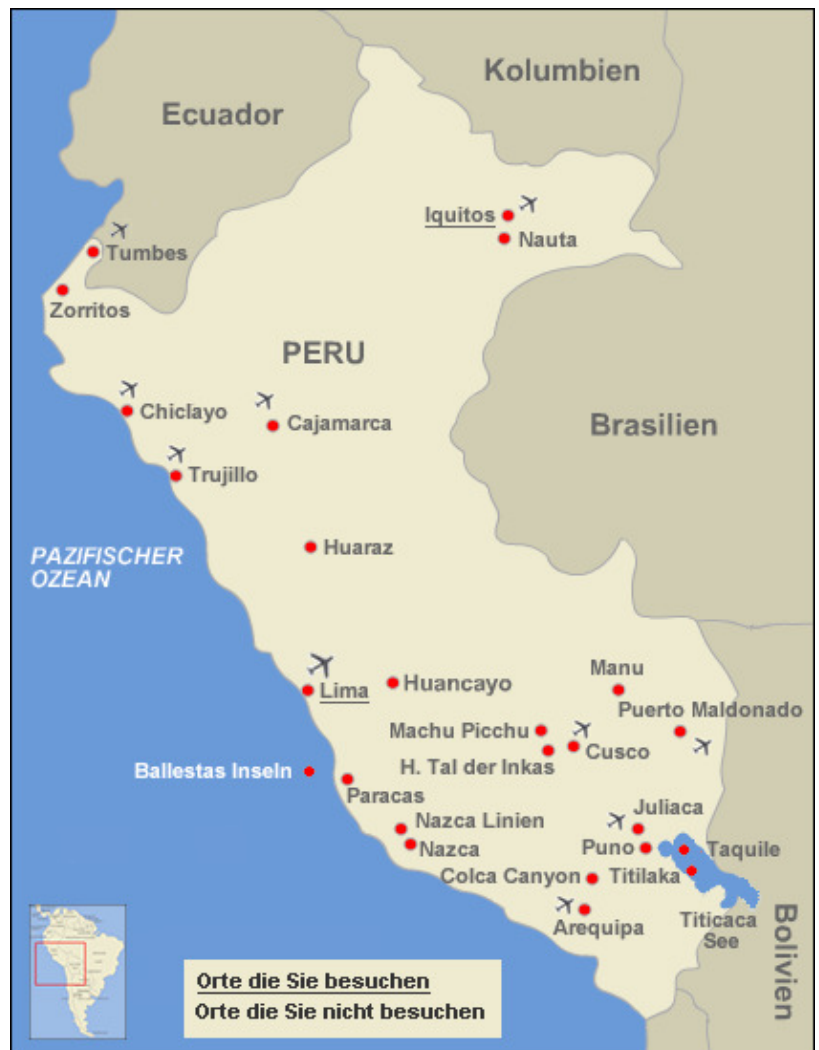 Kolumbien
Ecuador
Iquitos
Nauta
Tumbes
Zorritos
PERU
Chiclayo
Cajamarca
Brasilien
Trujillo
PAZIFISCHER
OZEAN
Huaraz
Lima
Huancayo
Manu
Puerto Maldonado
Machu Picchu
Cusco
H. Tal der Inkas
Ballestas Inseln
Paracas
Juliaca
Nazca Linien
Nazca
Puno
Taquile
Colca Canyon
Titilaka
Arequipa
Titicaca
See
Bolivien
Orte die Sie besuchen
Orte die Sie nicht besuchen